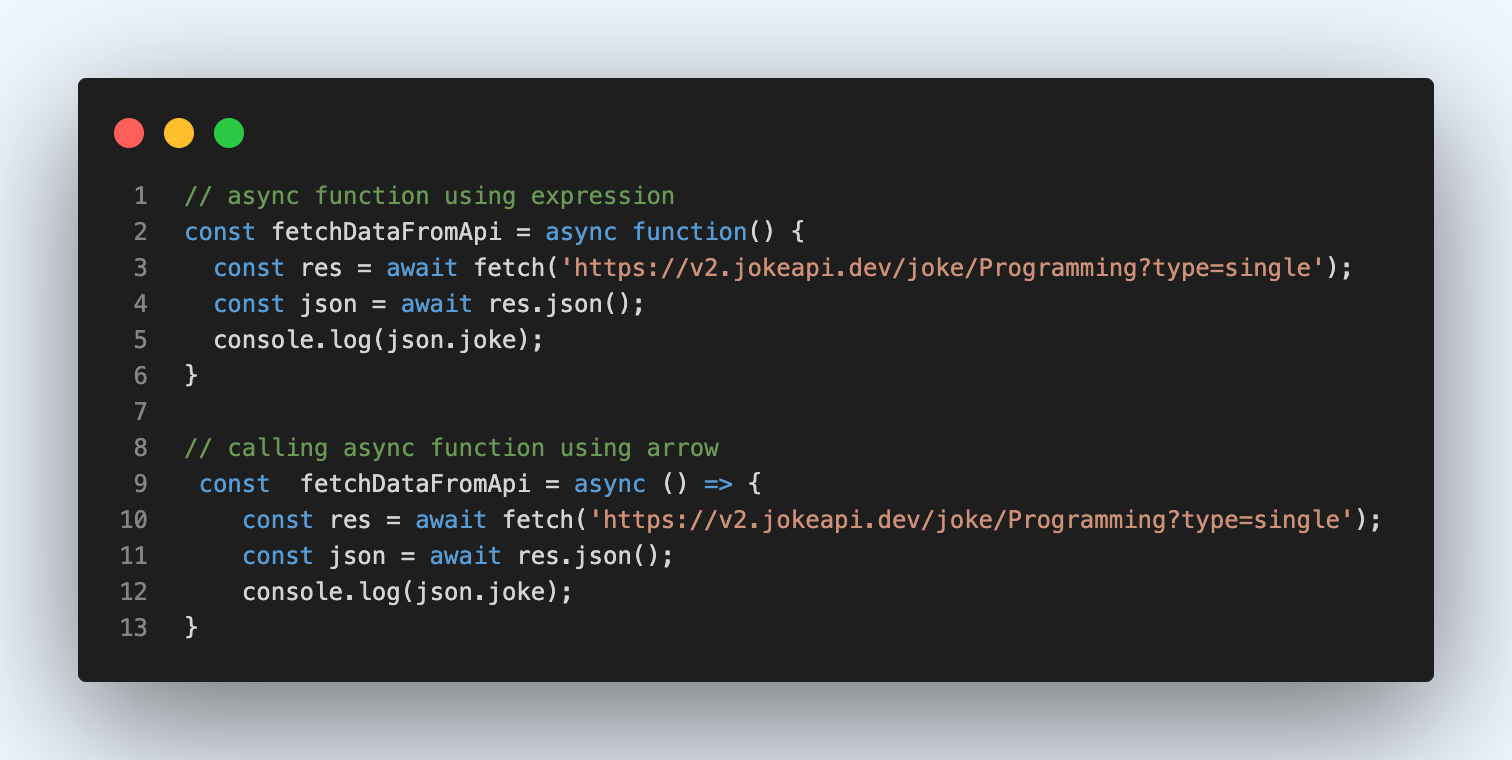 1 // async function using expression
2 const fetchDataFromApi = async function() {
3   const res = await fetch('https://v2.jokeapi.dev/joke/Programming?type=single');
4   const json = await res.json();
5   console.log(json.joke);
6 }
7
8 // calling async function using arrow
9  const  fetchDataFromApi = async () => {
10     const res = await fetch('https://v2.jokeapi.dev/joke/Programming?type=single');
11     const json = await res.json();
12     console.log(json.joke);
13 }